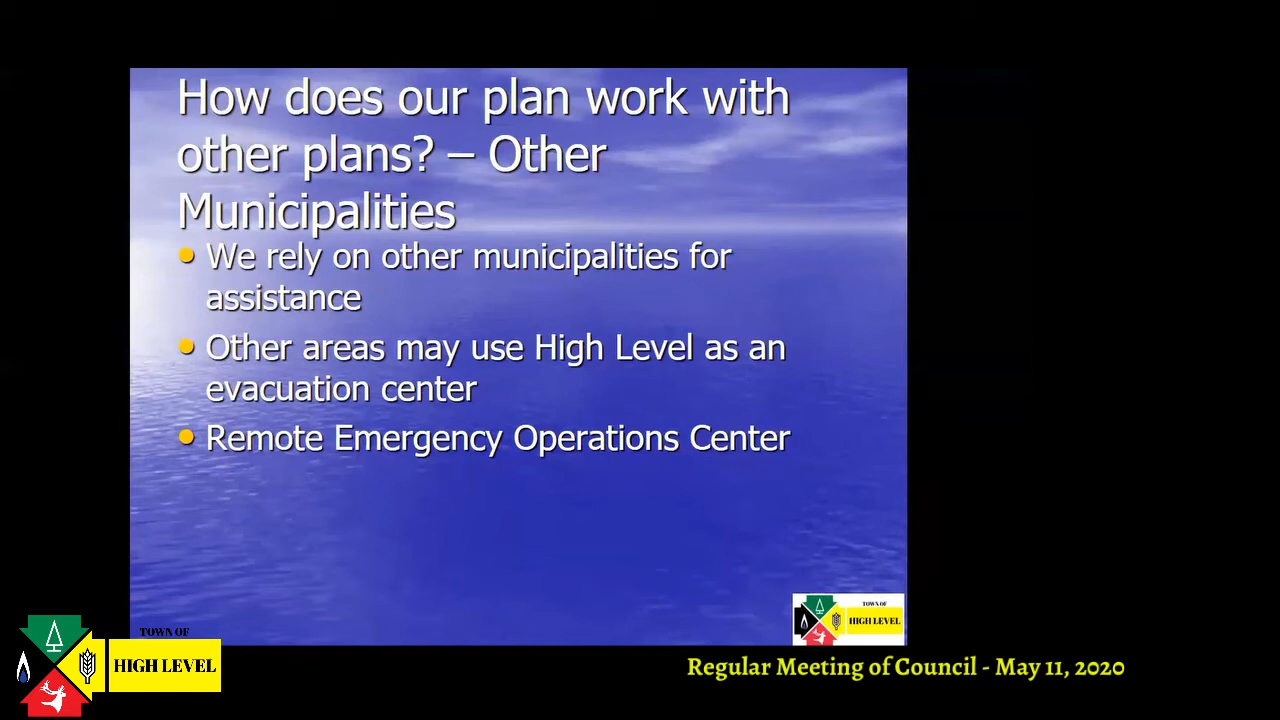 How does our plan work with
other plans? – Other
Municipalities
We rely on other municipalities for
assistance
Other areas may use High Level as an
evacuation center
Remote Emergency Operations Center
TOWN OF
HIGH LEVEL
TOWN OF
HIGH LEVEL
Regular Meeting of Council - May 11, 2020